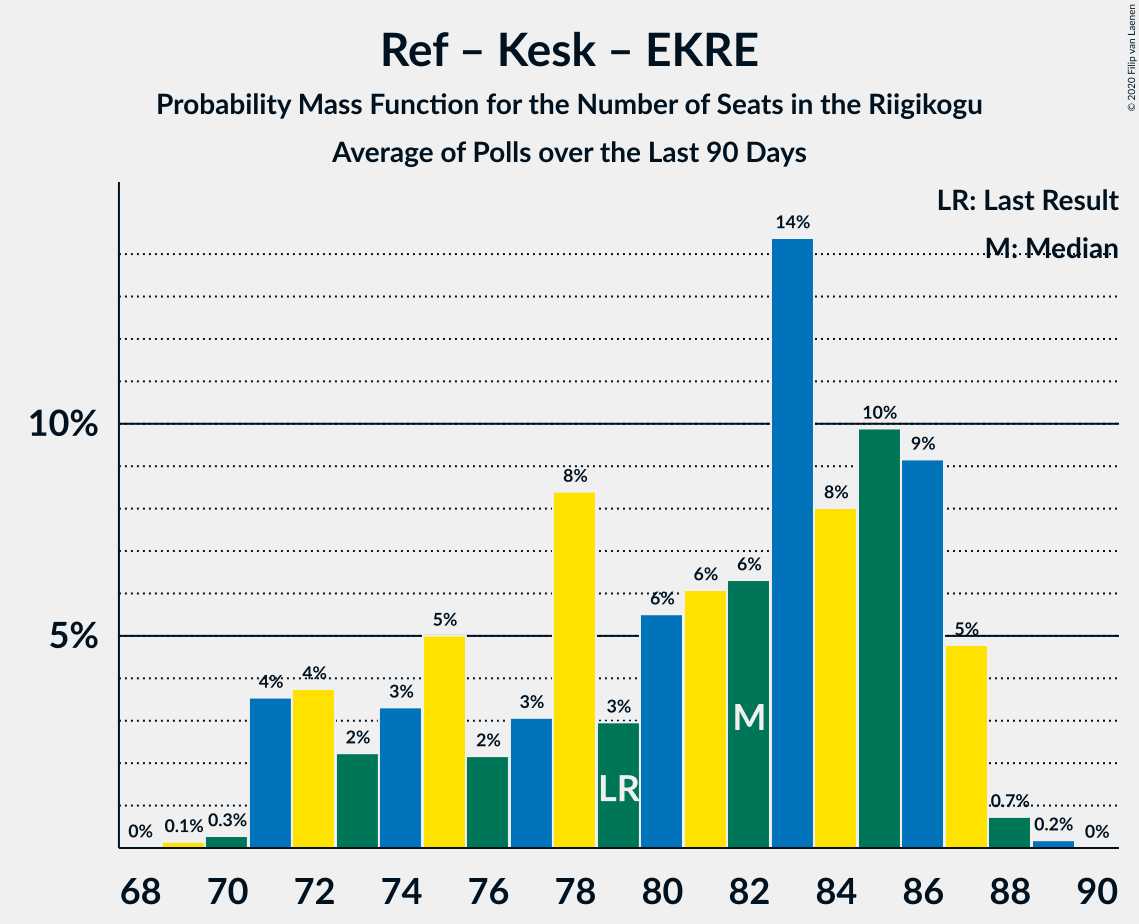 Ref – Kesk – EKRE
Probability Mass Function for the Number of Seats in the Riigikogu
Average of Polls over the Last 90 Days
© 2020 Filip van Laenen
LR: Last Result
M: Median
14%
10%
10%
9%
8%
8%
6%
6%
6%
5%
5%
5%
4%
4%
3%
3%
3%
2%
2%
M
LR
0%
0.1%
0.3%
0.7%
0.2%
0%
68 70 72 74 76 78 80 82 84 86 88 90